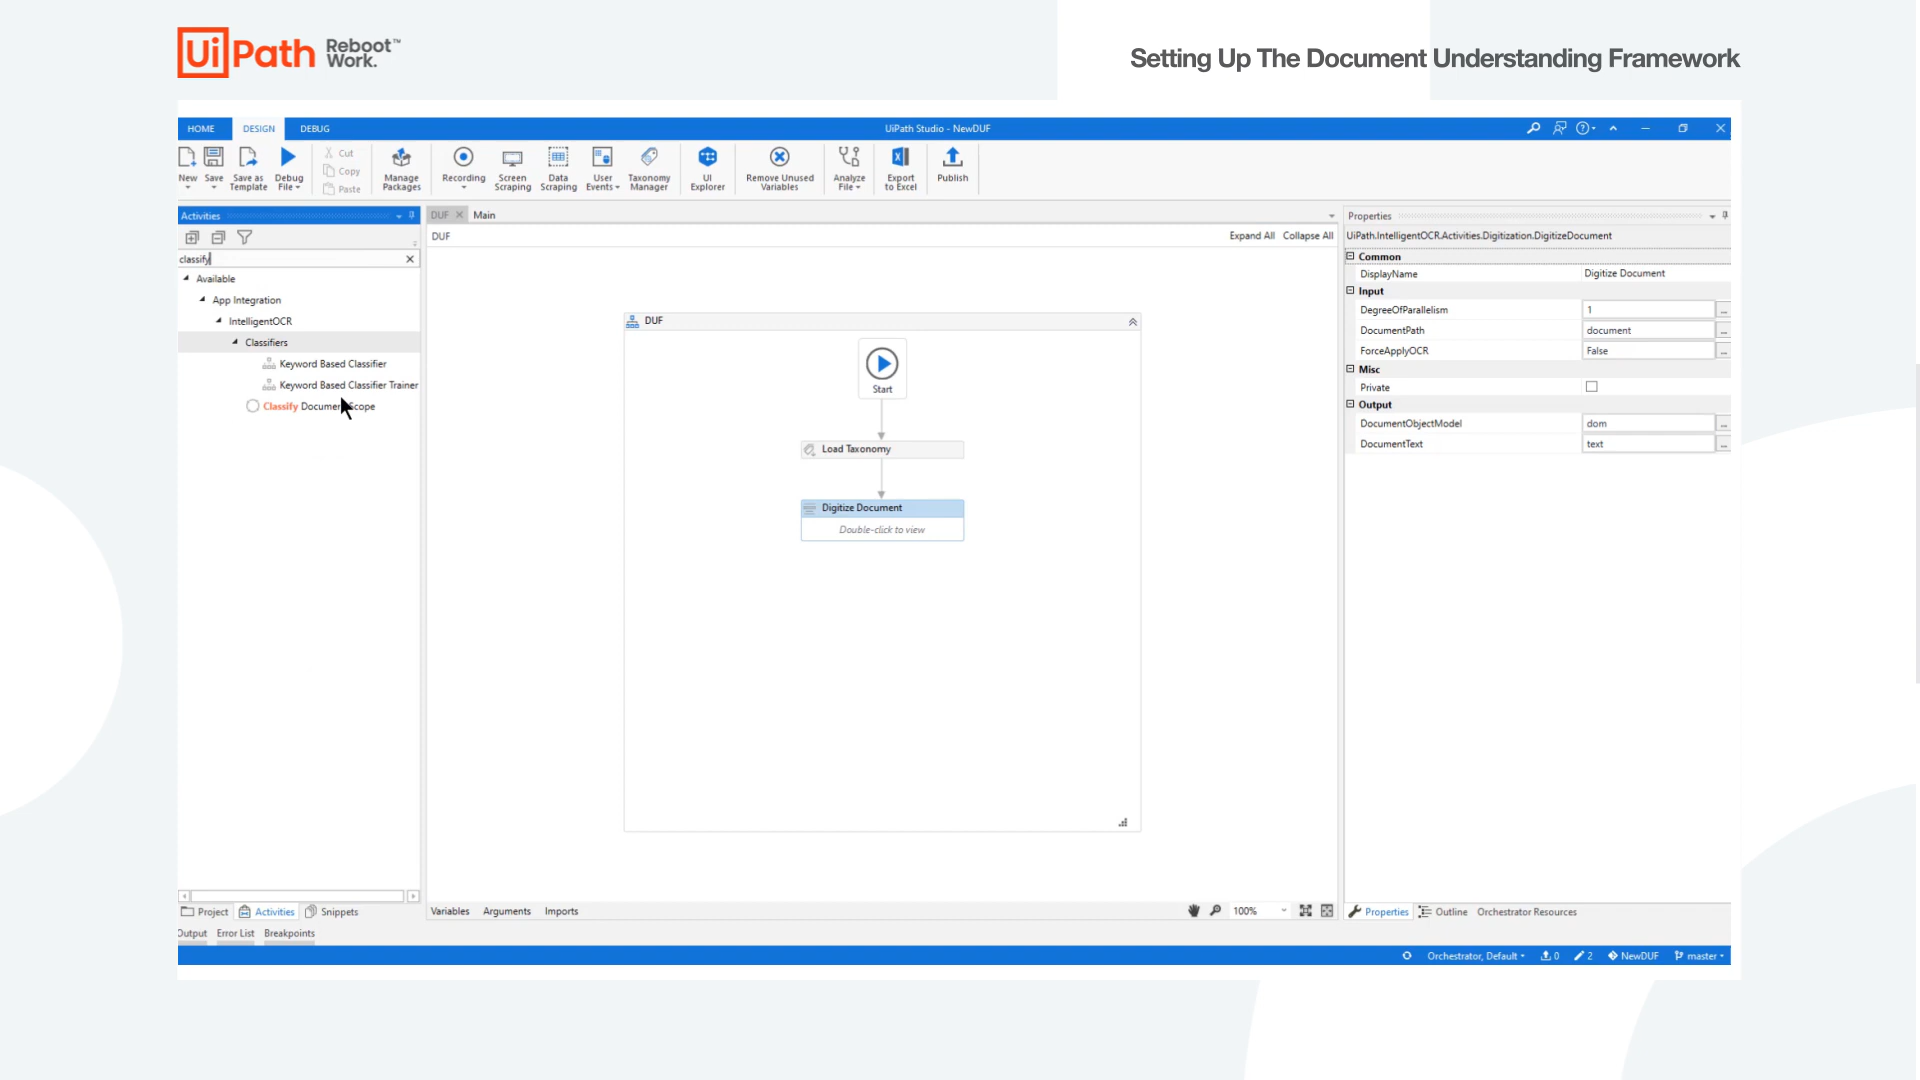 UiPath Reboot Work.™
Setting Up The Document Understanding Framework
HOME DESIGN DEBUG UiPath Studio - NewDUF
New Save Save as Template Debug File Cut Copy Paste Manage Packages Recording Screen Scraping Data Scraping User Events Taxonomy Manager UI Explorer Remove Unused Variables Analyze File Export to Excel Publish
Activities
classify
Available
App Integration
IntelligentOCR
Classifiers
Keyword Based Classifier
Keyword Based Classifier Trainer
Classify Document Scope
DUF Main
DUF Expand All Collapse All
DUF
Start
Load Taxonomy
Digitize Document
Double-click to view
Properties
UiPath.IntelligentOCR.Activities.Digitization.DigitizeDocument
Common
DisplayName Digitize Document
Input
DegreeOfParallelism 1 ...
DocumentPath document ...
ForceApplyOCR False ...
Misc
Private
Output
DocumentObjectModel dom ...
DocumentText text ...
Project Activities Snippets
Variables Arguments Imports 100%
Properties Outline Orchestrator Resources
Output Error List Breakpoints
Orchestrator, Default 0 2 NewDUF master